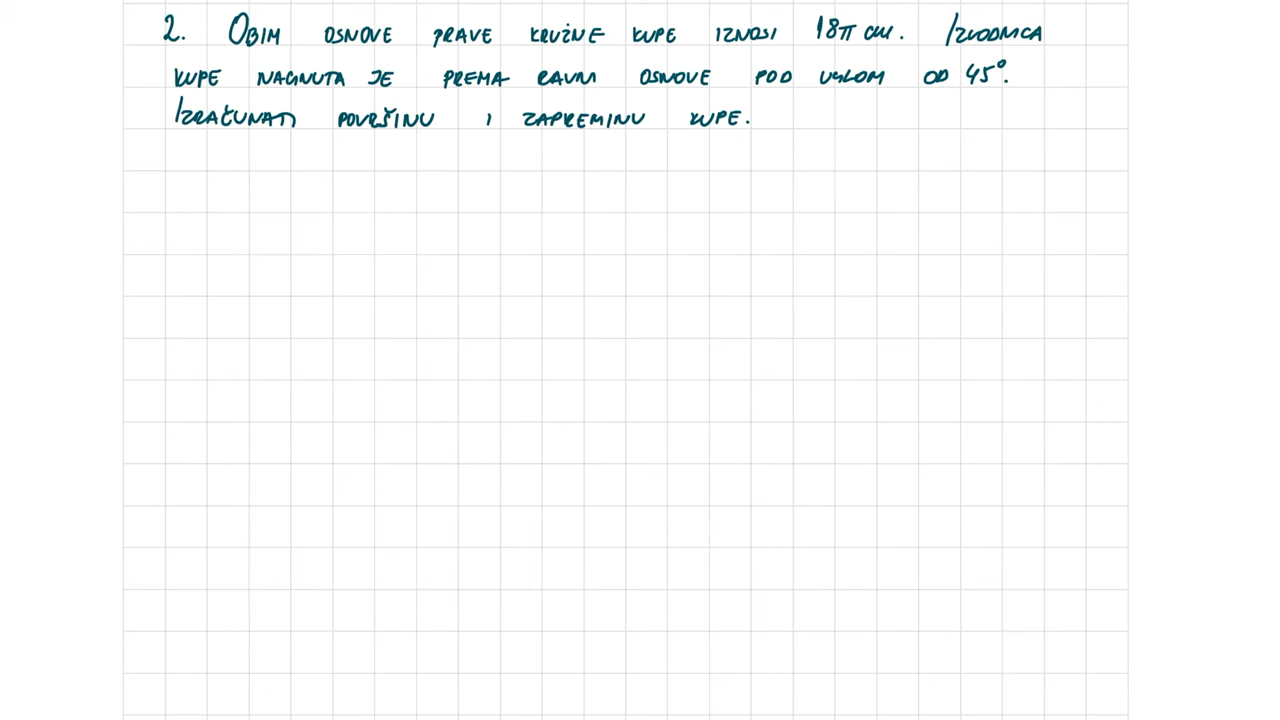 2. OBIM OSNOVE PRAVE KRUŽNE KUPE IZNOSI 18π cm. IZVODNICA
KUPE NAGNUTA JE PREMA RAVNI OSNOVE POD UGLOM OD 45°.
IZRAČUNATI POVRŠINU I ZAPREMINU KUPE.